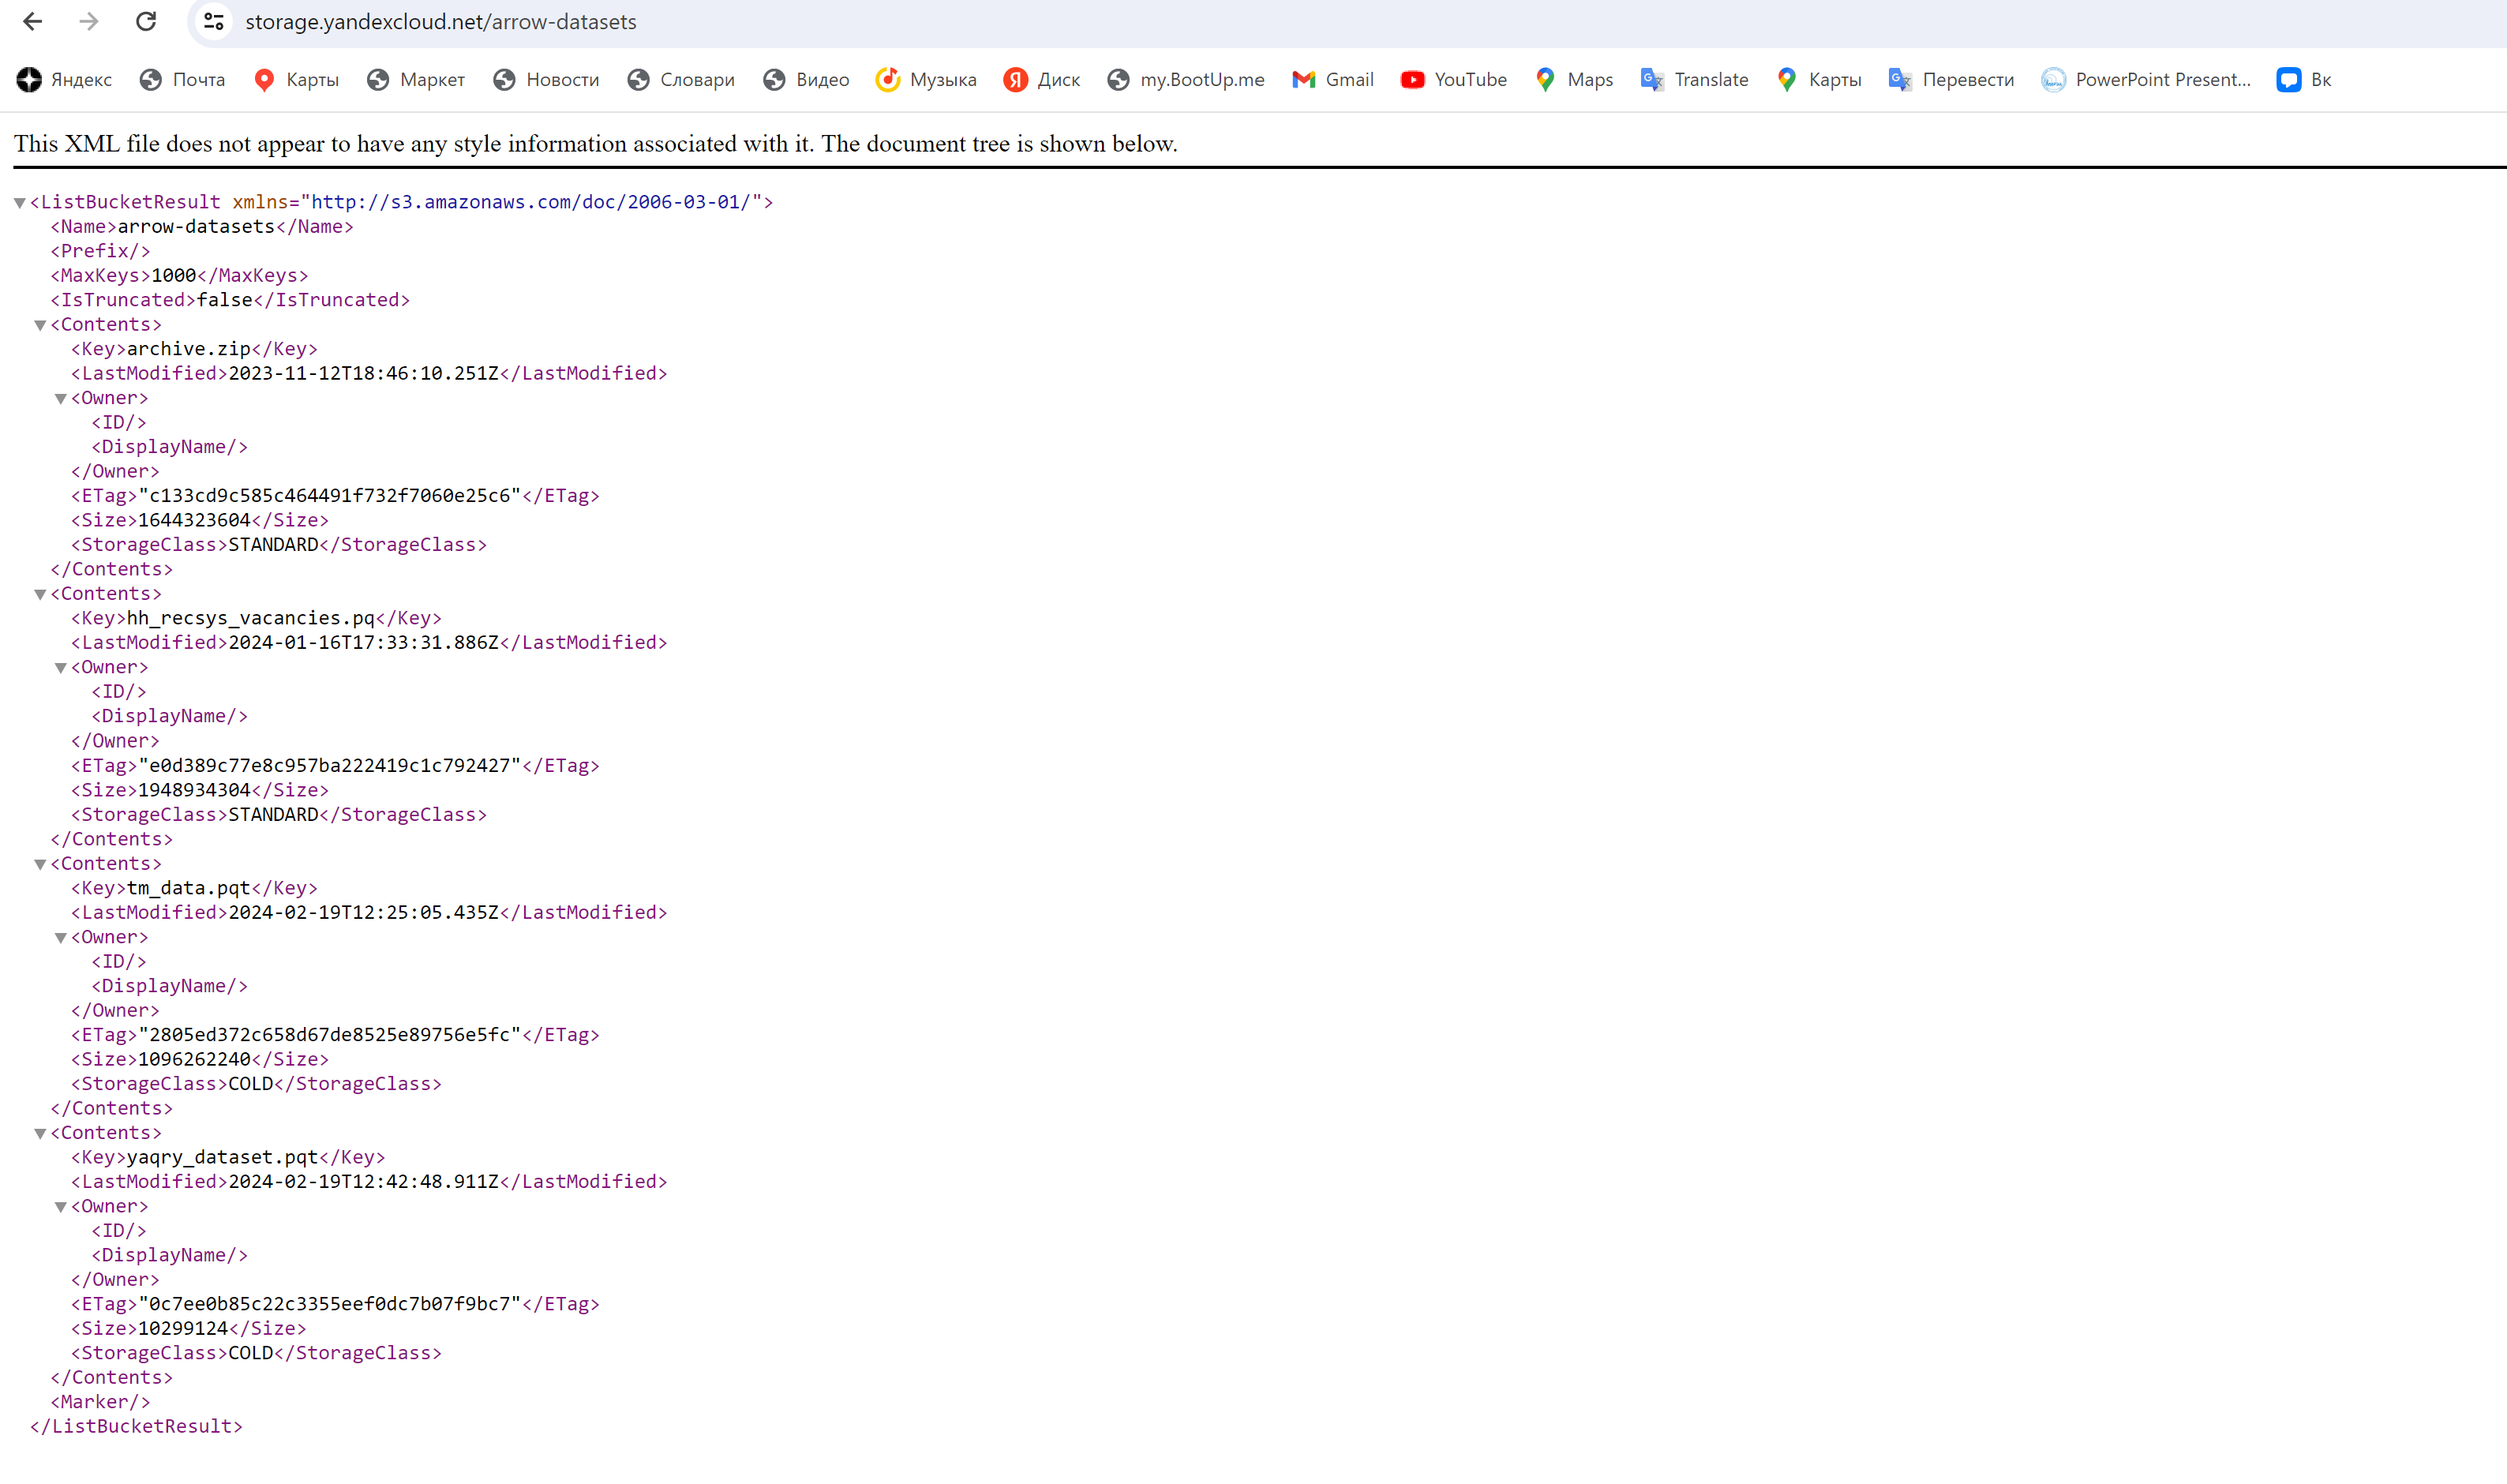 storage.yandexcloud.net/arrow-datasets
Яндекс Почта Карты Маркет Новости Словари Видео Музыка Диск my.BootUp.me Gmail YouTube Maps Translate Карты Перевести PowerPoint Present... Вк
This XML file does not appear to have any style information associated with it. The document tree is shown below.
<ListBucketResult xmlns="http://s3.amazonaws.com/doc/2006-03-01/">
<Name>arrow-datasets</Name>
<Prefix/>
<MaxKeys>1000</MaxKeys>
<IsTruncated>false</IsTruncated>
<Contents>
<Key>archive.zip</Key>
<LastModified>2023-11-12T18:46:10.251Z</LastModified>
<Owner>
<ID/>
<DisplayName/>
</Owner>
<ETag>"c133cd9c585c464491f732f7060e25c6"</ETag>
<Size>1644323604</Size>
<StorageClass>STANDARD</StorageClass>
</Contents>
<Contents>
<Key>hh_recsys_vacancies.pq</Key>
<LastModified>2024-01-16T17:33:31.886Z</LastModified>
<Owner>
<ID/>
<DisplayName/>
</Owner>
<ETag>"e0d389c77e8c957ba222419c1c792427"</ETag>
<Size>1948934304</Size>
<StorageClass>STANDARD</StorageClass>
</Contents>
<Contents>
<Key>tm_data.pqt</Key>
<LastModified>2024-02-19T12:25:05.435Z</LastModified>
<Owner>
<ID/>
<DisplayName/>
</Owner>
<ETag>"2805ed372c658d67de8525e89756e5fc"</ETag>
<Size>1096262240</Size>
<StorageClass>COLD</StorageClass>
</Contents>
<Contents>
<Key>yaqry_dataset.pqt</Key>
<LastModified>2024-02-19T12:42:48.911Z</LastModified>
<Owner>
<ID/>
<DisplayName/>
</Owner>
<ETag>"0c7ee0b85c22c3355eef0dc7b07f9bc7"</ETag>
<Size>10299124</Size>
<StorageClass>COLD</StorageClass>
</Contents>
<Marker/>
</ListBucketResult>